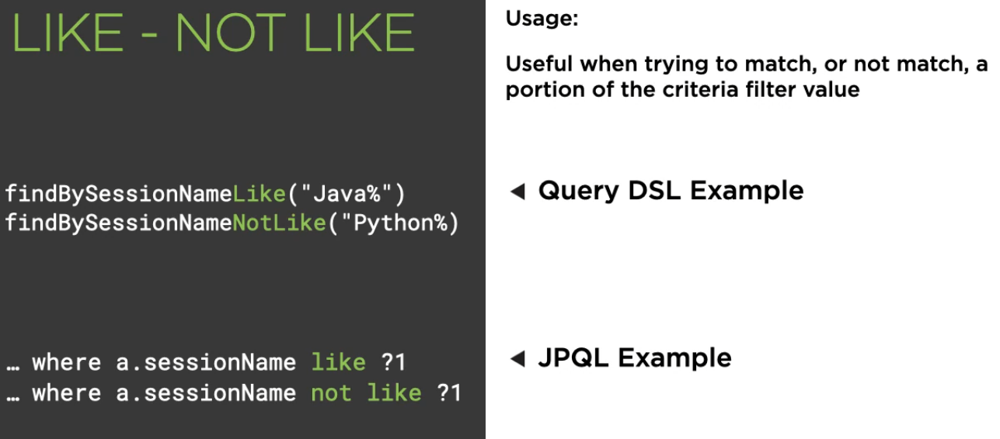 LIKE - NOT LIKE
Usage:
Useful when trying to match, or not match, a
portion of the criteria filter value
findBySessionNameLike("Java%")
findBySessionNameNotLike("Python%)
Query DSL Example
… where a.sessionName like ?1
… where a.sessionName not like ?1
JPQL Example